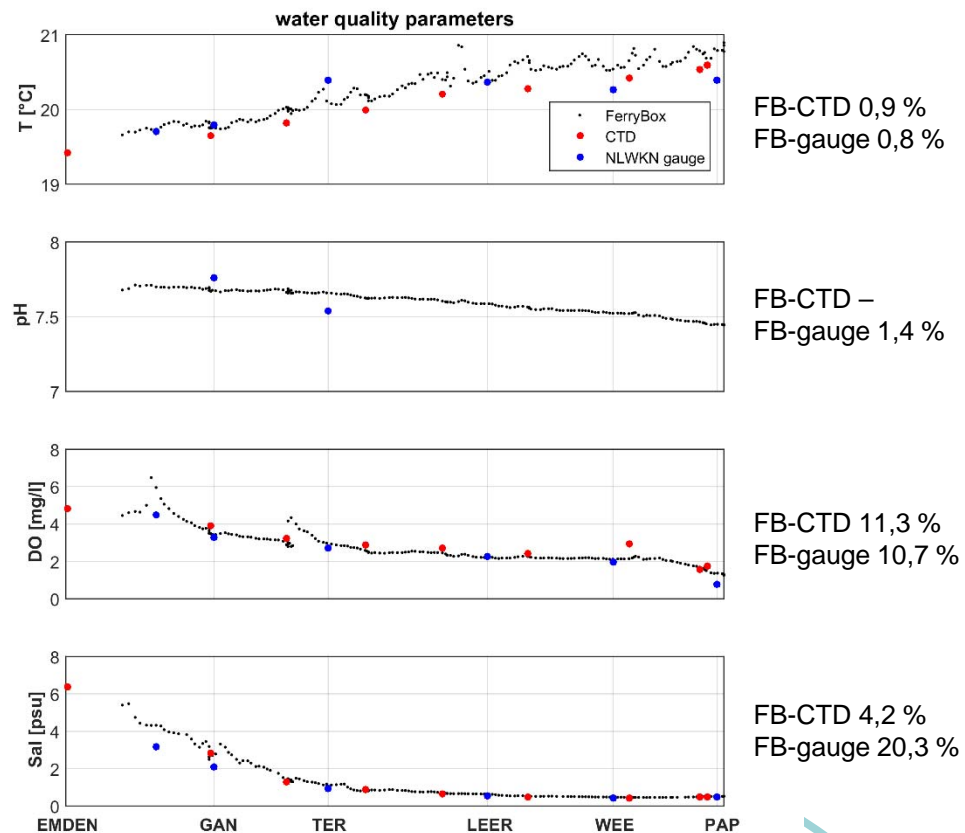 water quality parameters
21
20
19
T [°C]
FerryBox
CTD
NLWKN gauge
FB-CTD 0,9 %
FB-gauge 0,8 %
8
7.5
7
pH
FB-CTD –
FB-gauge 1,4 %
8
6
4
2
0
DO [mg/l]
FB-CTD 11,3 %
FB-gauge 10,7 %
8
6
4
2
0
Sal [psu]
FB-CTD 4,2 %
FB-gauge 20,3 %
EMDEN GAN TER LEER WEE PAP